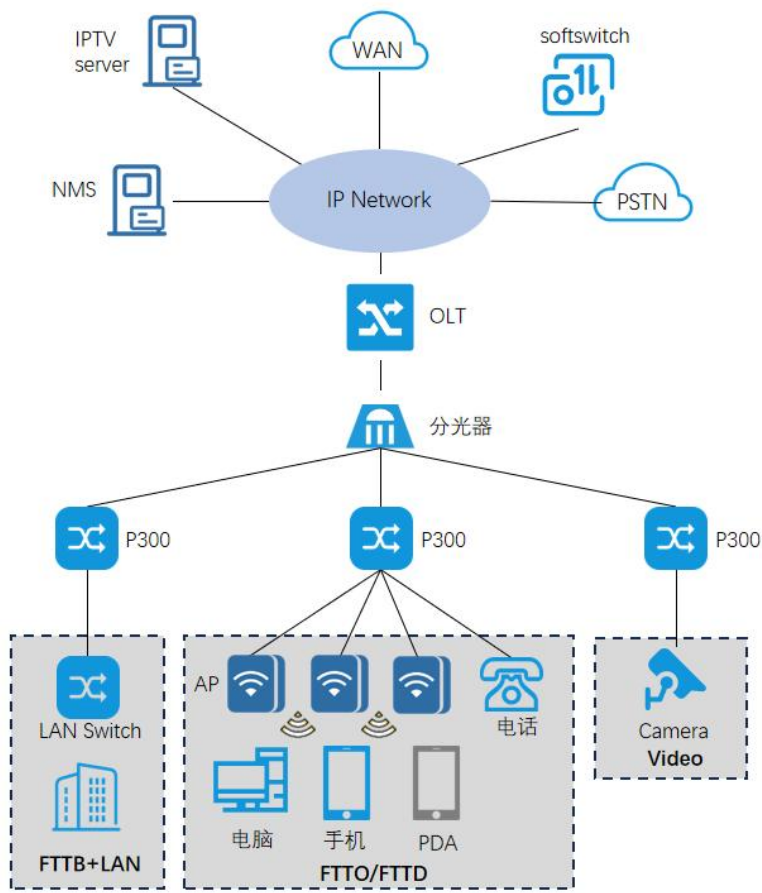 IPTV
server
WAN
softswitch
NMS
IP Network
PSTN
OLT
分光器
P300
P300
P300
AP
LAN Switch
电话
Camera
Video
电脑
手机
PDA
FTTB+LAN
FTTO/FTTD